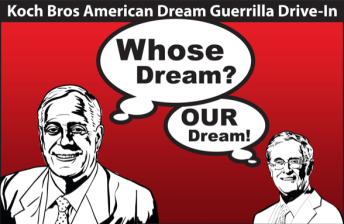 Koch Bros American Dream Guerrilla Drive-In
Whose
Dream?
OUR
Dream!